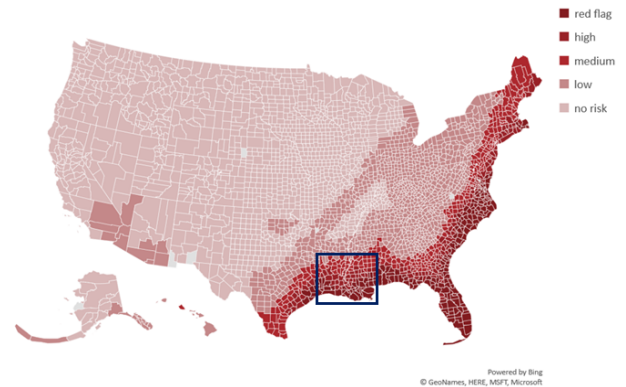 red flag
high
medium
low
no risk
Powered by Bing
© GeoNames, HERE, MSFT, Microsoft